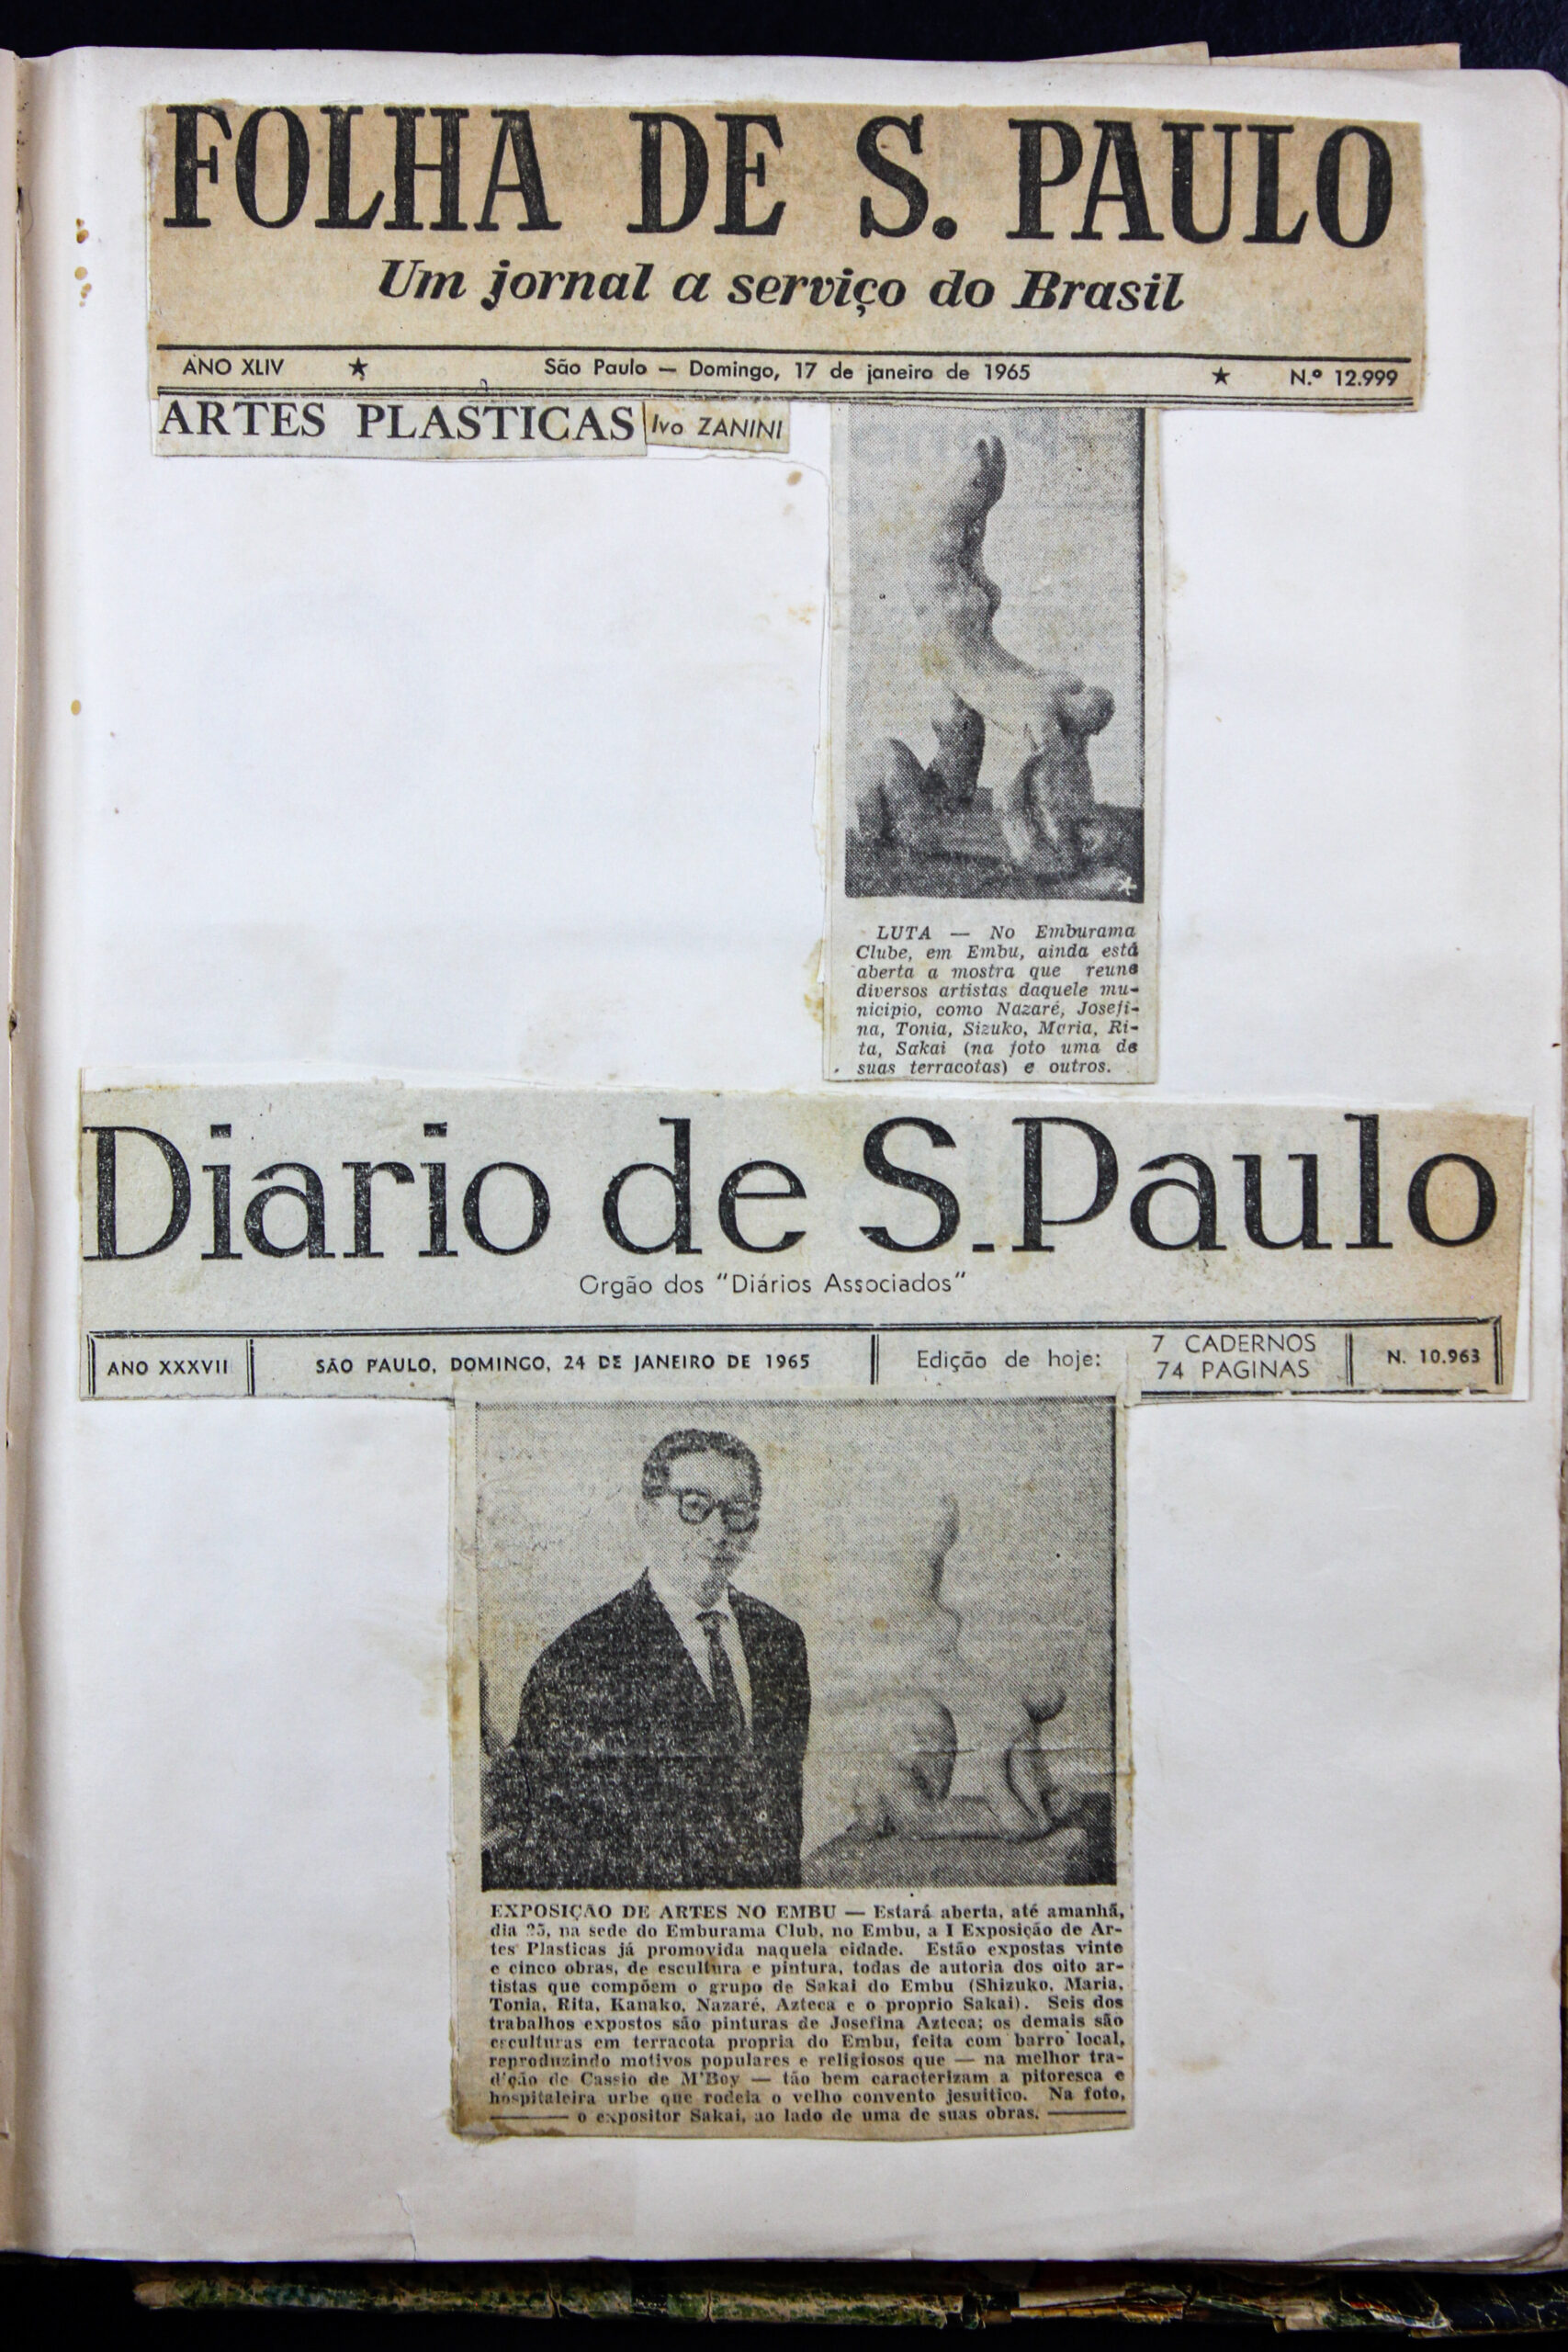 FOLHA DE S. PAULO
Um jornal a serviço do Brasil
ANO XLIV ★ São Paulo — Domingo, 17 de janeiro de 1965 ★ N.º 12.999
ARTES PLASTICAS Ivo ZANINI
LUTA — No Emburama
Clube, em Embu, ainda está
aberta a mostra que reune
diversos artistas daquele mu-
nicipio, como Nazaré, Josefi-
na, Tonia, Sizuko, Maria, Ri-
ta, Sakai (na foto uma de
suas terracotas) e outros.
Diario de S. Paulo
Orgão dos "Diários Associados"
ANO XXXVII SÃO PAULO, DOMINGO, 24 DE JANEIRO DE 1965 Edição de hoje: 7 CADERNOS
74 PAGINAS N. 10.963
EXPOSIÇÃO DE ARTES NO EMBU — Estará aberta, até amanhã,
dia 25, na sede do Emburama Club, no Embu, a I Exposição de Ar-
tes Plasticas já promovida naquela cidade. Estão expostas vinte
e cinco obras, de escultura e pintura, todas de autoria dos oito ar-
tistas que compõem o grupo de Sakai do Embu (Shizuko, Maria,
Tonia, Rita, Kanako, Nazaré, Azteca e o proprio Sakai). Seis dos
trabalhos expostos são pinturas de Josefina Azteca; os demais são
esculturas em terracota propria do Embu, feita com barro local,
reproduzindo motivos populares e religiosos que — na melhor tra-
dição de Cassio de M'Boy — tão bem caracterizam a pitoresca e
hospitaleira urbe que rodeia o velho convento jesuitico. Na foto,
o expositor Sakai, ao lado de uma de suas obras.